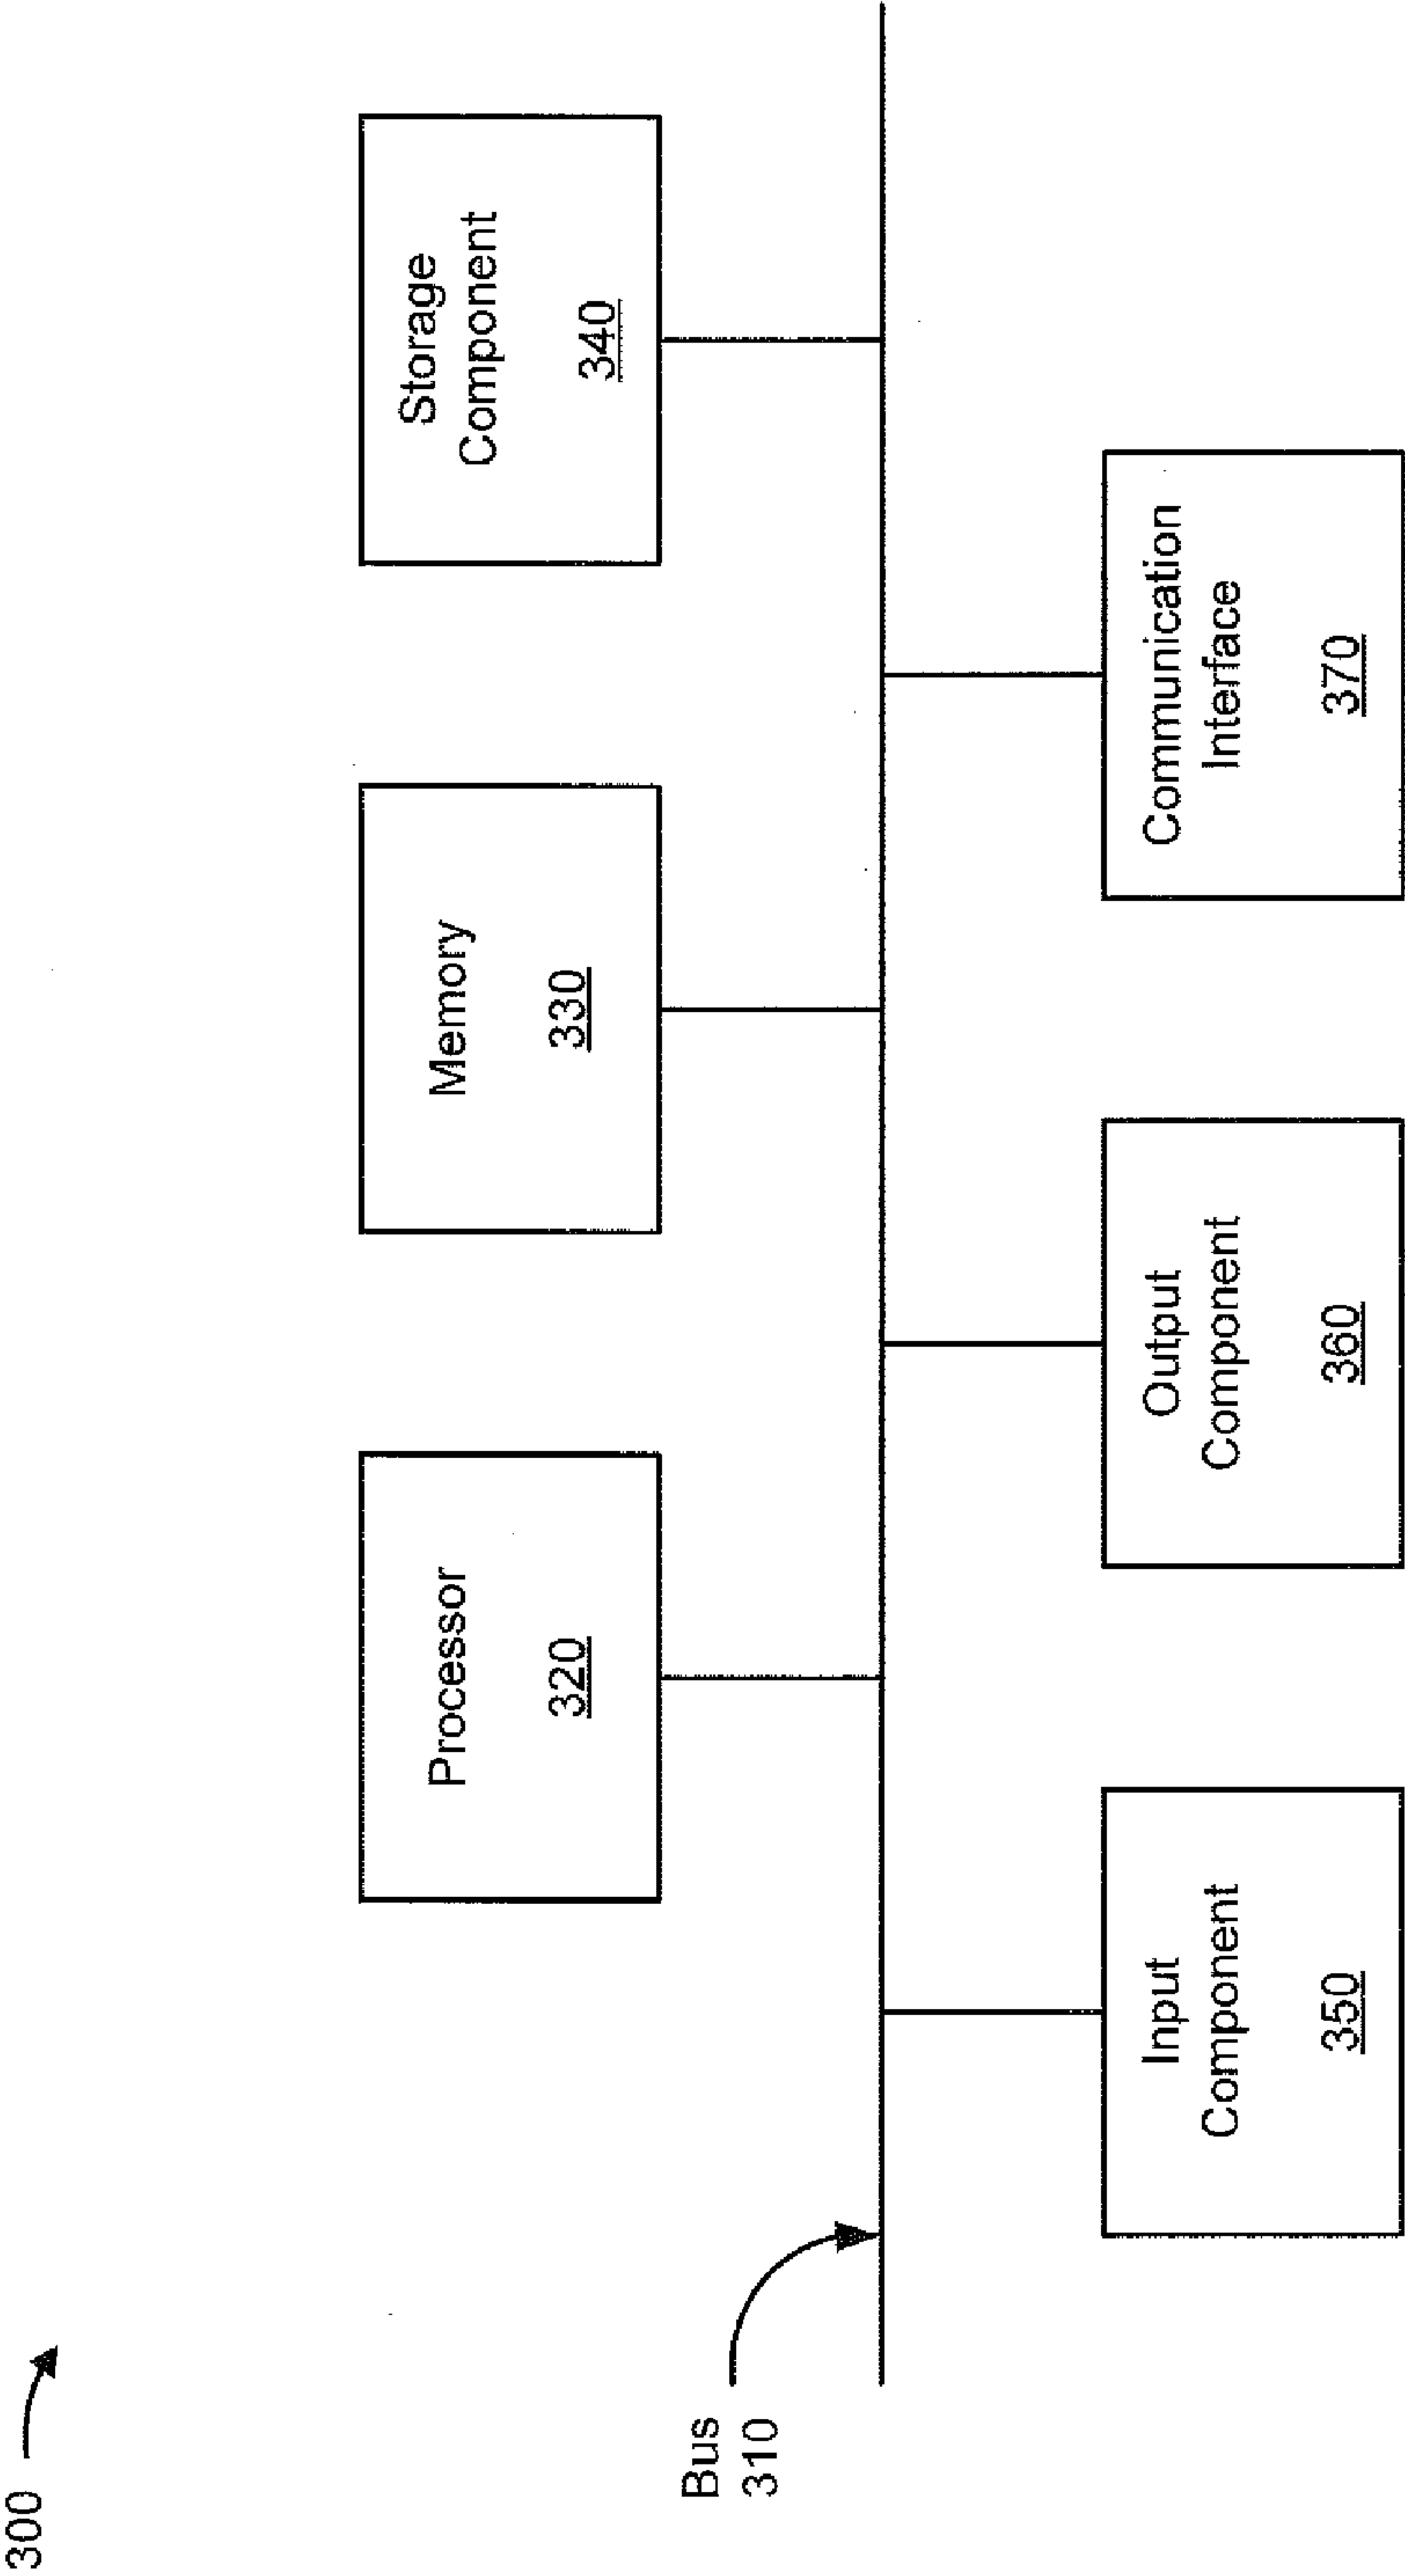 300
Processor
320
Memory
330
Storage
Component
340
Bus
310
Input
Component
350
Output
Component
360
Communication
Interface
370